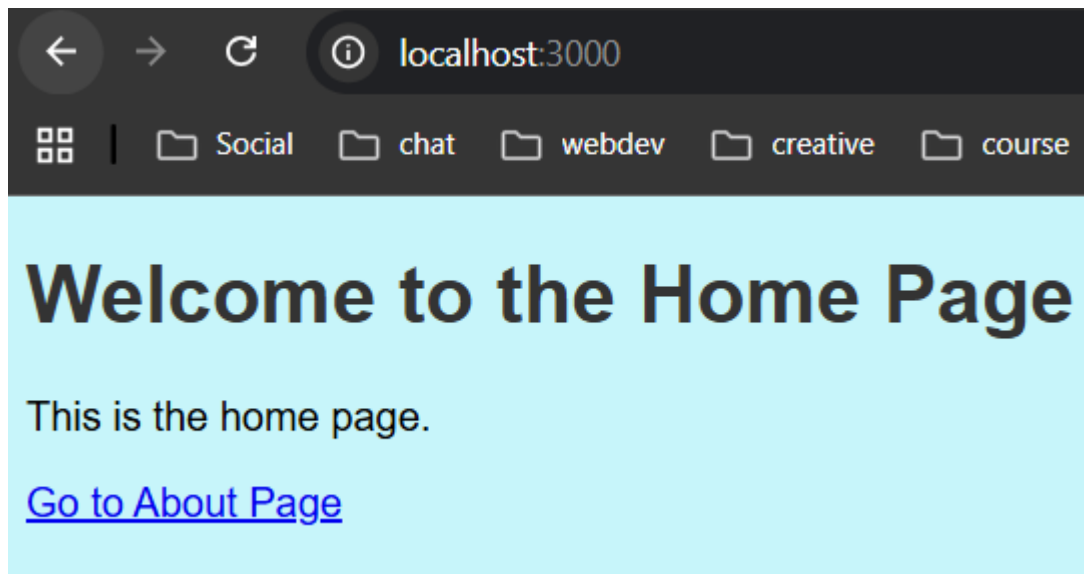 localhost:3000
Social chat webdev creative course
Welcome to the Home Page
This is the home page.
Go to About Page